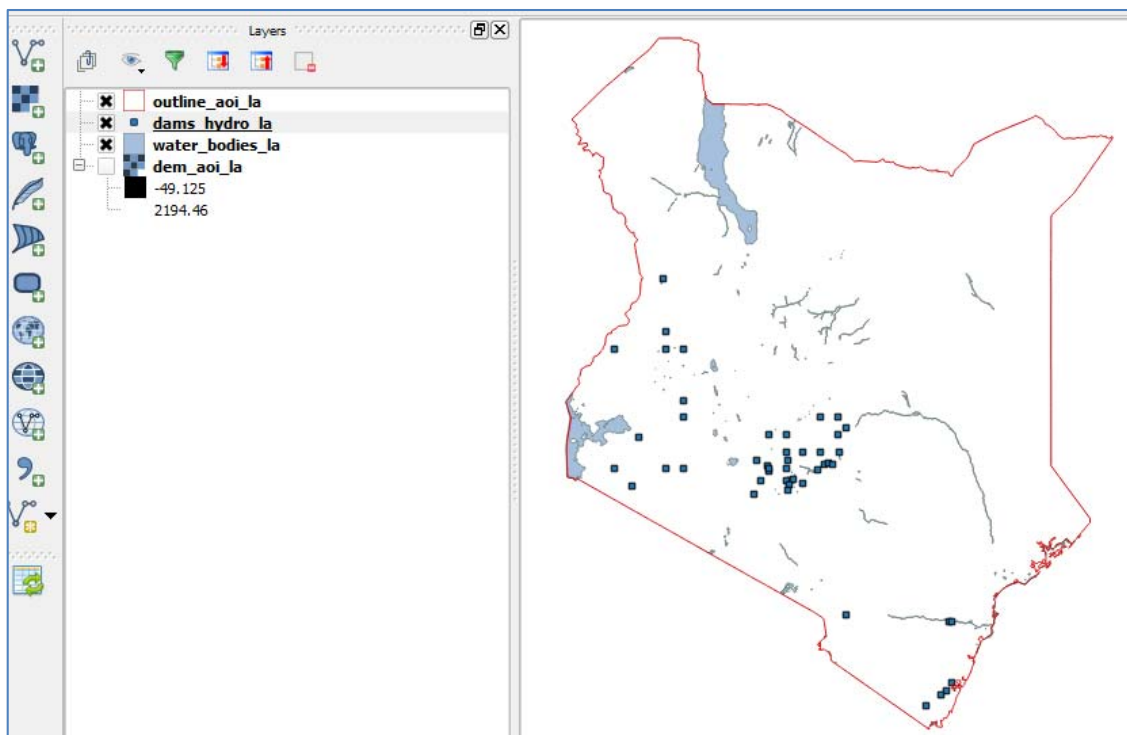 Layers
outline_aoi_la
dams_hydro_la
water_bodies_la
dem_aoi_la
-49.125
2194.46